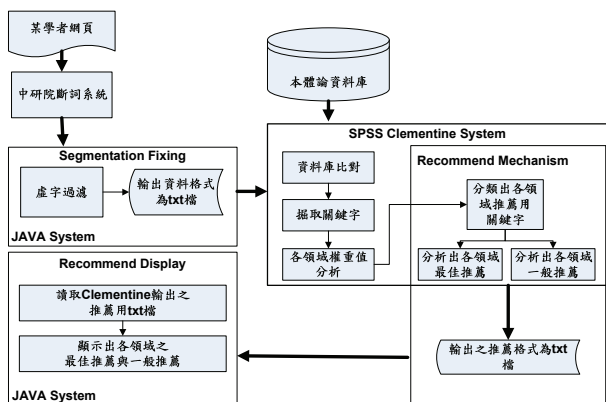 某學者網頁
中研院斷詞系統
本體論資料庫
Segmentation Fixing
虛字過濾
輸出資料格式
為txt檔
JAVA System
SPSS Clementine System
資料庫比對
掘取關鍵字
各領域權重值
分析
Recommend Mechanism
分類出各領
域推薦用
關鍵字
分析出各領域
最佳推薦
分析出各領域
一般推薦
輸出之推薦格式為txt
檔
Recommend Display
讀取Clementine輸出之
推薦用txt檔
顯示出各領域之
最佳推薦與一般推薦
JAVA System